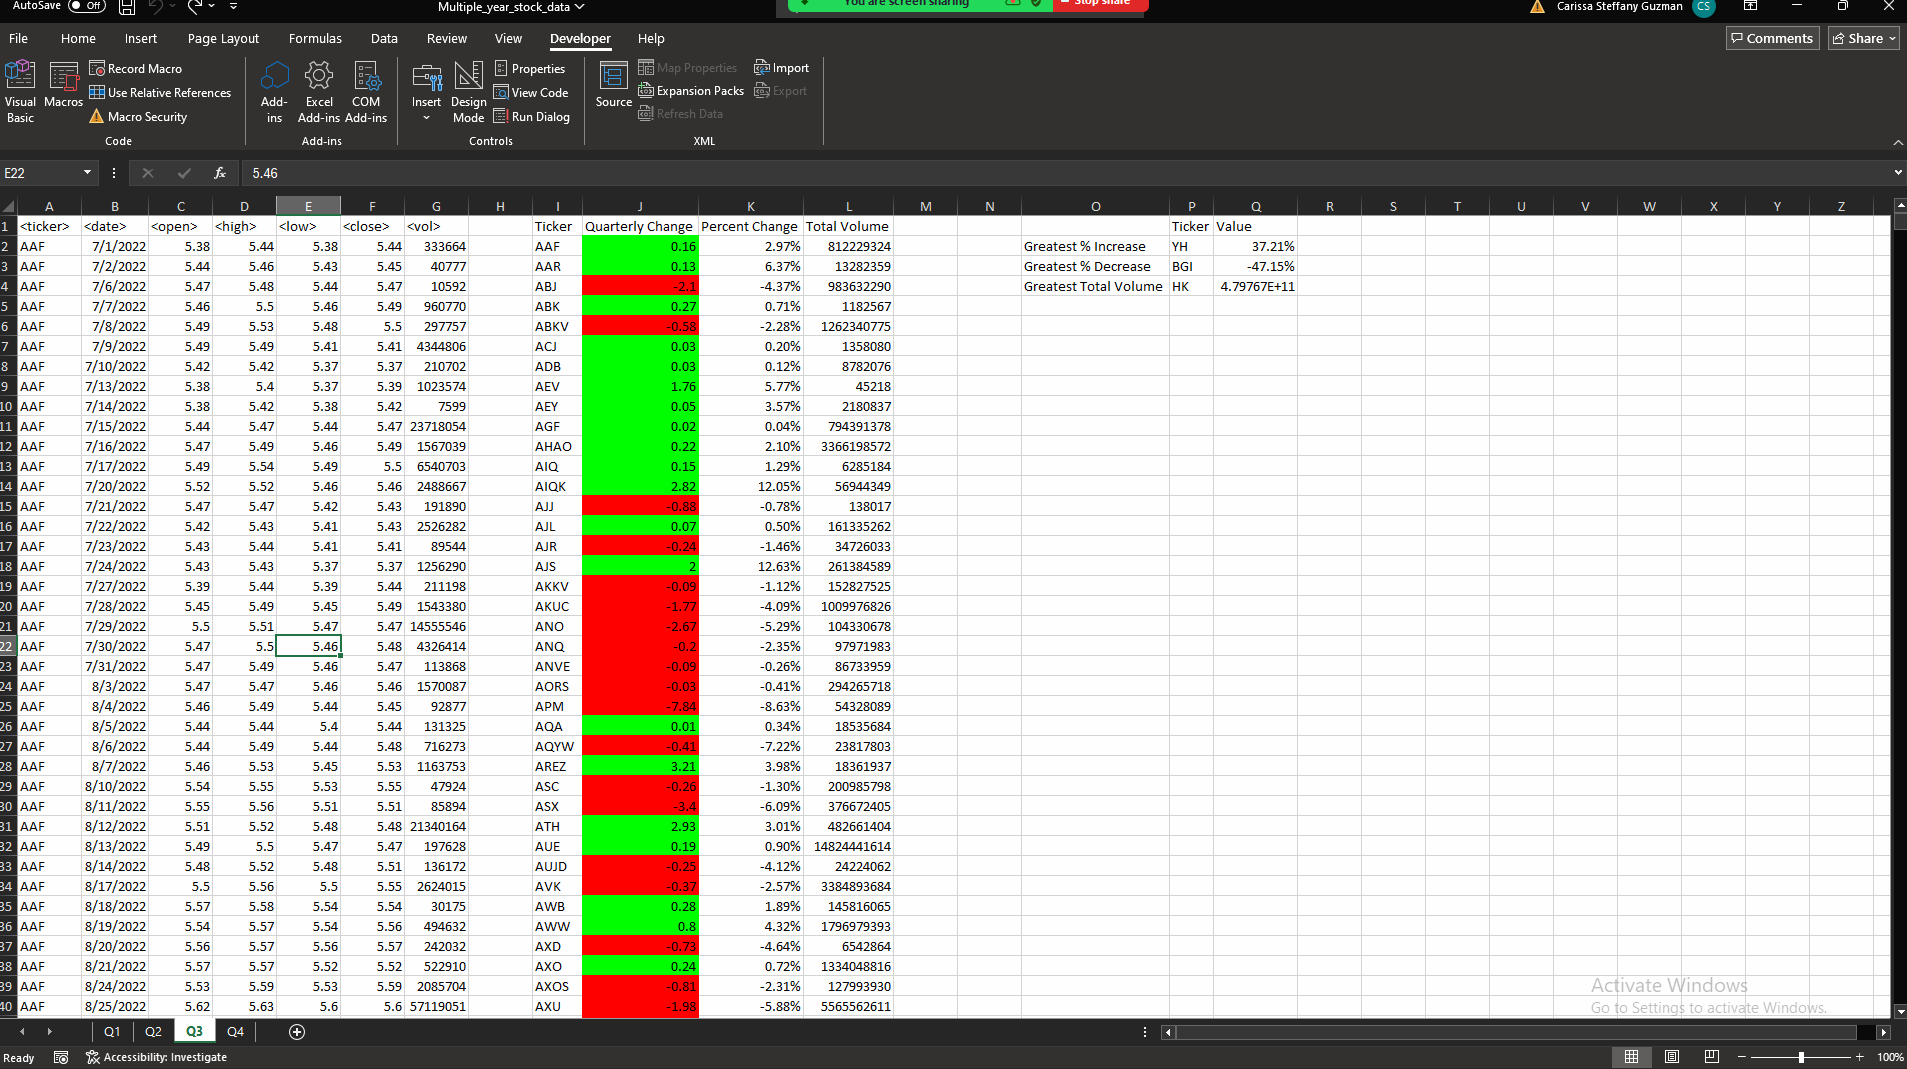 AutoSave Off Multiple_year_stock_data You are screen sharing Stop share Carissa Steffany Guzman CS
File Home Insert Page Layout Formulas Data Review View Developer Help Comments Share
Visual Basic Macros Record Macro Use Relative References Macro Security
Add-ins Excel Add-ins COM Add-ins
Insert Design Mode Properties View Code Run Dialog
Source Map Properties Expansion Packs Refresh Data Import Export
Code Add-ins Controls XML
E22 fx 5.46
A B C D E F G H I J K L M N O P Q R S T U V W X Y Z
1 <ticker> <date> <open> <high> <low> <close> <vol> Ticker Quarterly Change Percent Change Total Volume Ticker Value
2 AAF 7/1/2022 5.38 5.44 5.38 5.44 333664 AAF 0.16 2.97% 812229324 Greatest % Increase YH 37.21%
3 AAF 7/2/2022 5.44 5.46 5.43 5.45 40777 AAR 0.13 6.37% 13282359 Greatest % Decrease BGI -47.15%
4 AAF 7/6/2022 5.47 5.48 5.44 5.47 10592 ABJ -2.1 -4.37% 983632290 Greatest Total Volume HK 4.79767E+11
5 AAF 7/7/2022 5.46 5.5 5.46 5.49 960770 ABK 0.27 0.71% 1182567
6 AAF 7/8/2022 5.49 5.53 5.48 5.5 297757 ABKV -0.58 -2.28% 1262340775
7 AAF 7/9/2022 5.49 5.49 5.41 5.41 4344806 ACJ 0.03 0.20% 1358080
8 AAF 7/10/2022 5.42 5.42 5.37 5.37 210702 ADB 0.03 0.12% 8782076
9 AAF 7/13/2022 5.38 5.4 5.37 5.39 1023574 AEV 1.76 5.77% 45218
10 AAF 7/14/2022 5.38 5.42 5.38 5.42 7599 AEY 0.05 3.57% 2180837
11 AAF 7/15/2022 5.44 5.47 5.44 5.47 23718054 AGF 0.02 0.04% 794391378
12 AAF 7/16/2022 5.47 5.49 5.46 5.49 1567039 AHAO 0.22 2.10% 3366198572
13 AAF 7/17/2022 5.49 5.54 5.49 5.5 6540703 AIQ 0.15 1.29% 6285184
14 AAF 7/20/2022 5.52 5.52 5.46 5.46 2488667 AIQK 2.82 12.05% 56944349
15 AAF 7/21/2022 5.47 5.47 5.42 5.43 191890 AJJ -0.88 -0.78% 138017
16 AAF 7/22/2022 5.42 5.43 5.41 5.43 2526282 AJL 0.07 0.50% 161335262
17 AAF 7/23/2022 5.43 5.44 5.41 5.41 89544 AJR -0.24 -1.46% 34726033
18 AAF 7/24/2022 5.43 5.43 5.37 5.37 1256290 AJS 2 12.63% 261384589
19 AAF 7/27/2022 5.39 5.44 5.39 5.44 211198 AKKV -0.09 -1.12% 152827525
20 AAF 7/28/2022 5.45 5.49 5.45 5.49 1543380 AKUC -1.77 -4.09% 1009976826
21 AAF 7/29/2022 5.5 5.51 5.47 5.47 14555546 ANO -2.67 -5.29% 104330678
22 AAF 7/30/2022 5.47 5.5 5.46 5.48 4326414 ANQ -0.2 -2.35% 97971983
23 AAF 7/31/2022 5.47 5.49 5.46 5.47 113868 ANVE -0.09 -0.26% 86733959
24 AAF 8/3/2022 5.47 5.47 5.46 5.46 1570087 AORS -0.03 -0.41% 294265718
25 AAF 8/4/2022 5.46 5.49 5.44 5.45 92877 APM -7.84 -8.63% 54328089
26 AAF 8/5/2022 5.44 5.44 5.4 5.44 131325 AQA 0.01 0.34% 18535684
27 AAF 8/6/2022 5.44 5.49 5.44 5.48 716273 AQYW -0.41 -7.22% 23817803
28 AAF 8/7/2022 5.46 5.53 5.45 5.53 1163753 AREZ 3.21 3.98% 18361937
29 AAF 8/10/2022 5.54 5.55 5.53 5.55 47924 ASC -0.26 -1.30% 200985798
30 AAF 8/11/2022 5.55 5.56 5.51 5.51 85894 ASX -3.4 -6.09% 376672405
31 AAF 8/12/2022 5.51 5.52 5.48 5.48 21340164 ATH 2.93 3.01% 482661404
32 AAF 8/13/2022 5.49 5.5 5.47 5.47 197628 AUE 0.19 0.90% 14824441614
33 AAF 8/14/2022 5.48 5.52 5.48 5.51 136172 AUJD -0.25 -4.12% 24224062
34 AAF 8/17/2022 5.5 5.56 5.5 5.55 2624015 AVK -0.37 -2.57% 3384893684
35 AAF 8/18/2022 5.57 5.58 5.54 5.54 30175 AWB 0.28 1.89% 145816065
36 AAF 8/19/2022 5.54 5.57 5.54 5.56 494632 AWW 0.8 4.32% 1796979393
37 AAF 8/20/2022 5.56 5.57 5.56 5.57 242032 AXD -0.73 -4.64% 6542864
38 AAF 8/21/2022 5.57 5.57 5.52 5.52 522910 AXO 0.24 0.72% 1334048816
39 AAF 8/24/2022 5.53 5.59 5.53 5.59 2085704 AXOS -0.81 -2.31% 127993930
40 AAF 8/25/2022 5.62 5.63 5.6 5.6 57119051 AXU -1.98 -5.88% 5565562611
Activate Windows
Go to Settings to activate Windows.
Q1 Q2 Q3 Q4
Ready Accessibility: Investigate 100%